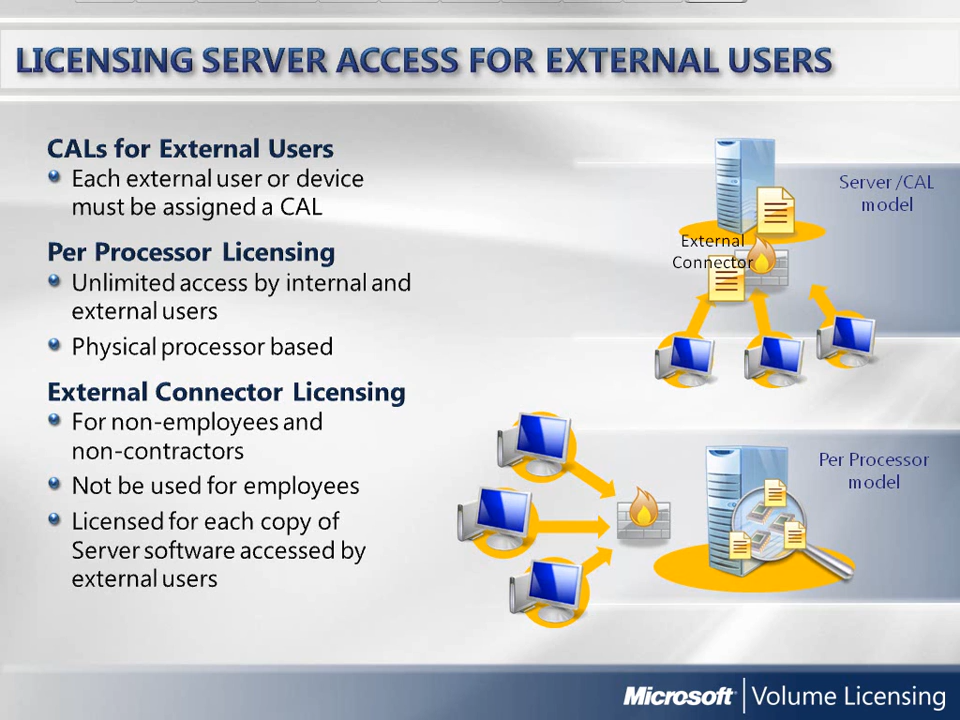 LICENSING SERVER ACCESS FOR EXTERNAL USERS
CALs for External Users
Each external user or device
must be assigned a CAL
Per Processor Licensing
Unlimited access by internal and
external users
Physical processor based
External Connector Licensing
For non-employees and
non-contractors
Not be used for employees
Licensed for each copy of
Server software accessed by
external users
Server /CAL
model
External
Connector
Per Processor
model
Microsoft Volume Licensing